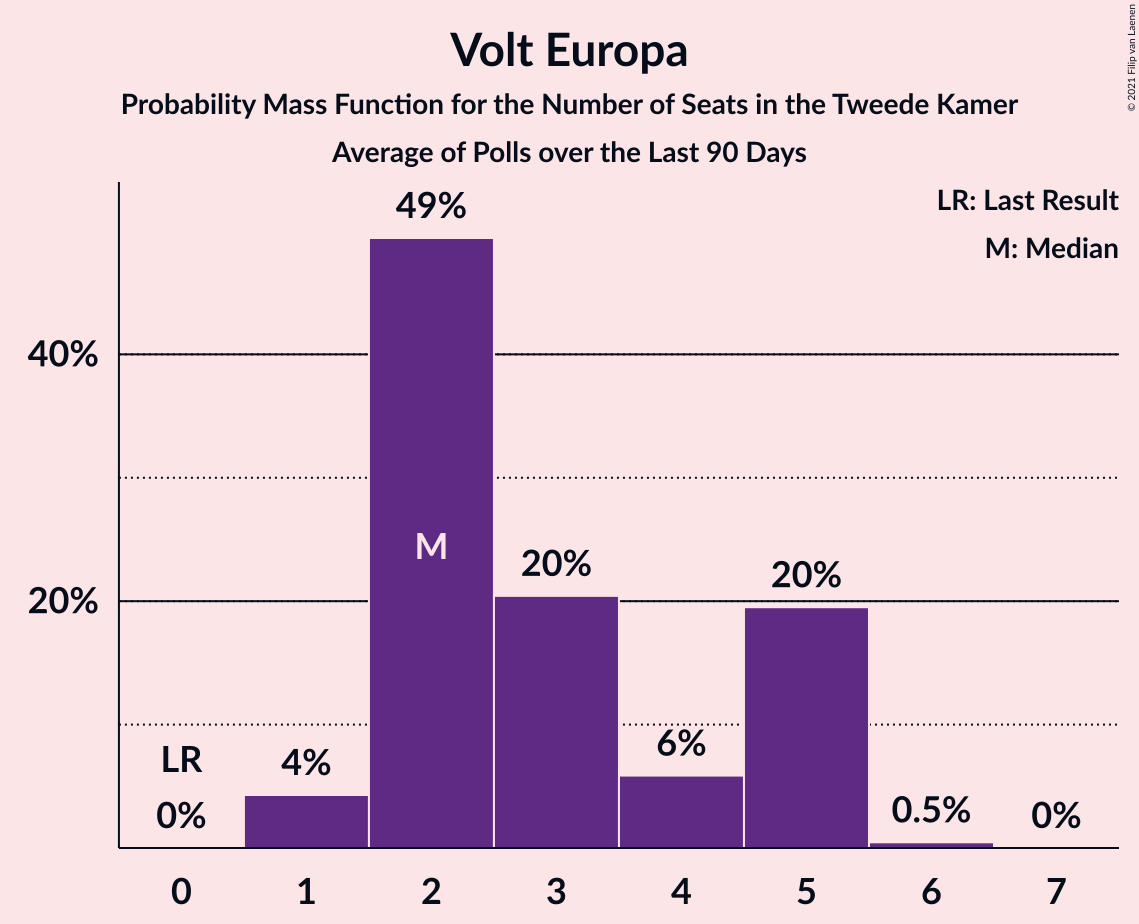 Volt Europa
Probability Mass Function for the Number of Seats in the Tweede Kamer
Average of Polls over the Last 90 Days
© 2021 Filip van Laenen
LR: Last Result
M: Median
49%
40%
M
20%
20%
20%
6%
LR
4%
0%
0.5%
0%
0 1 2 3 4 5 6 7